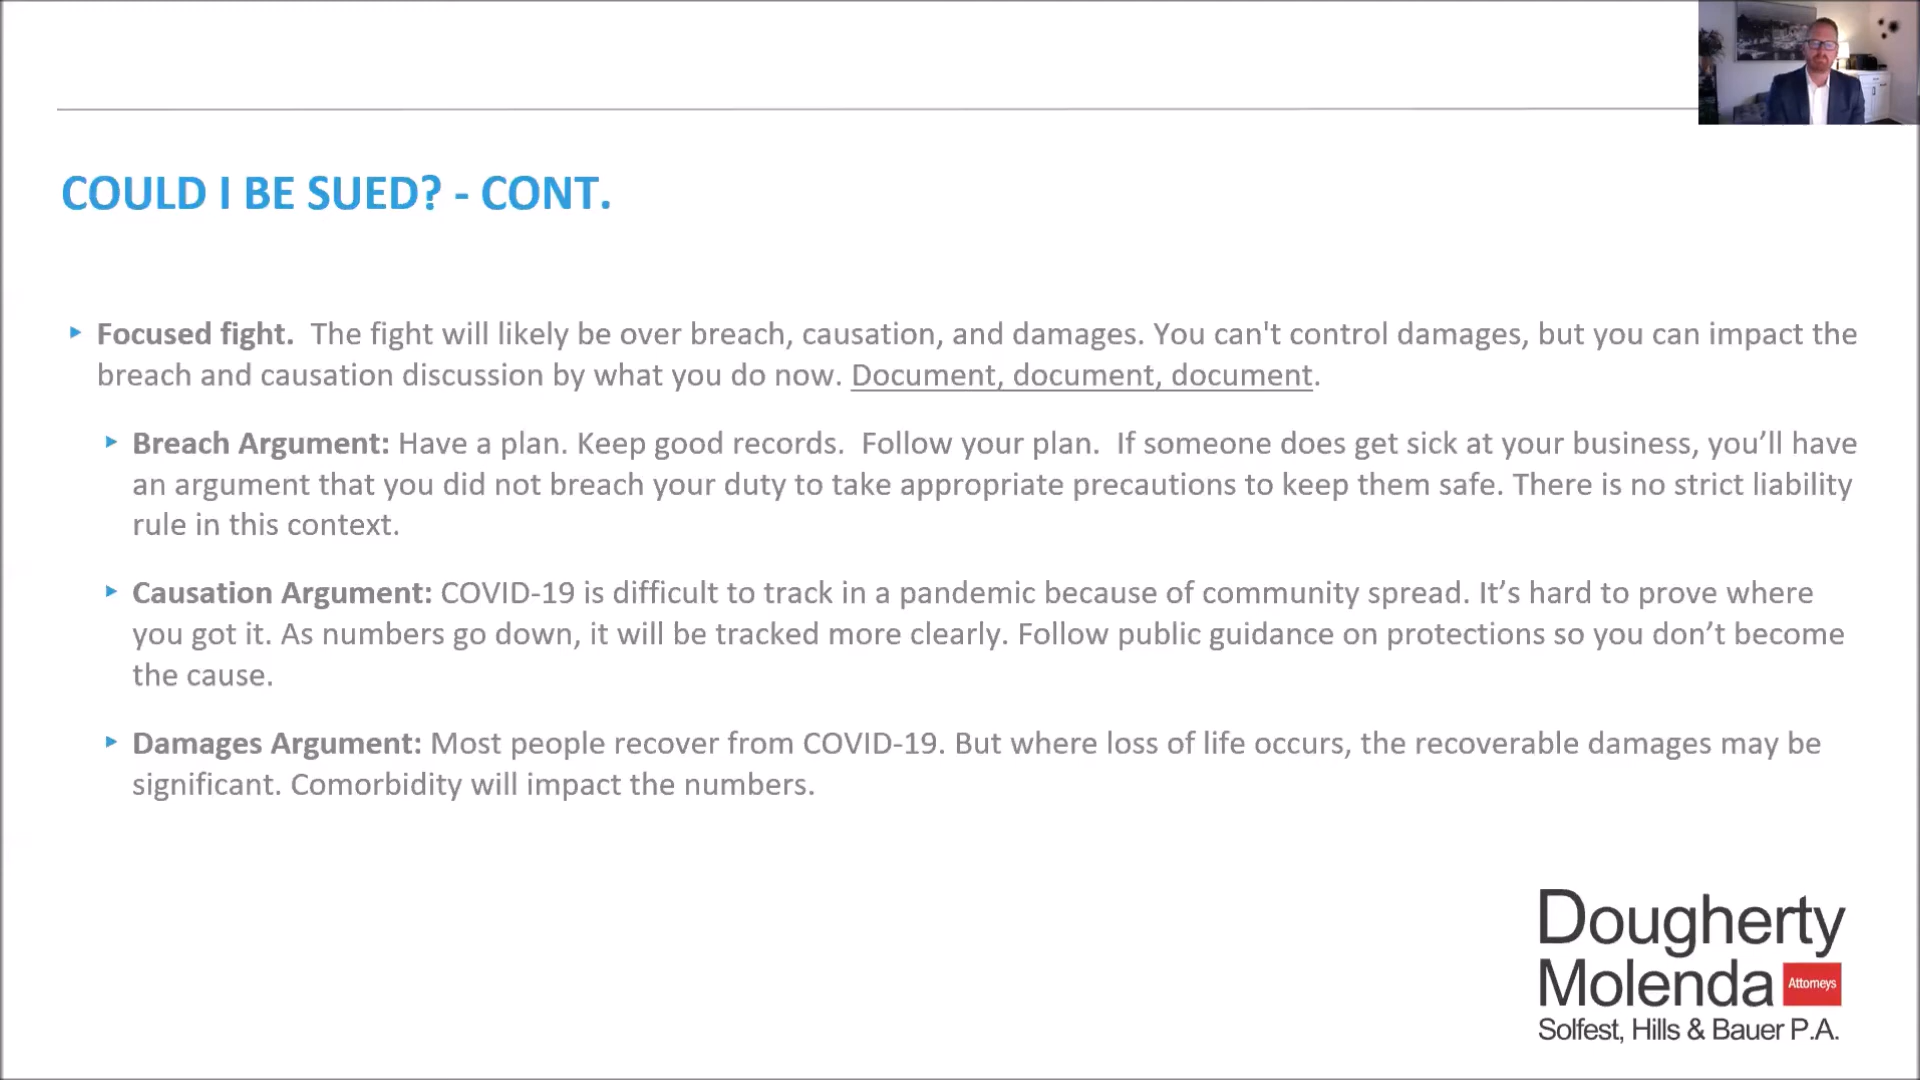 COULD I BE SUED? - CONT.
Focused fight. The fight will likely be over breach, causation, and damages. You can't control damages, but you can impact the
breach and causation discussion by what you do now. Document, document, document.
Breach Argument: Have a plan. Keep good records. Follow your plan. If someone does get sick at your business, you’ll have
an argument that you did not breach your duty to take appropriate precautions to keep them safe. There is no strict liability
rule in this context.
Causation Argument: COVID-19 is difficult to track in a pandemic because of community spread. It’s hard to prove where
you got it. As numbers go down, it will be tracked more clearly. Follow public guidance on protections so you don’t become
the cause.
Damages Argument: Most people recover from COVID-19. But where loss of life occurs, the recoverable damages may be
significant. Comorbidity will impact the numbers.
Dougherty
Molenda Attorneys
Solfest, Hills & Bauer P.A.